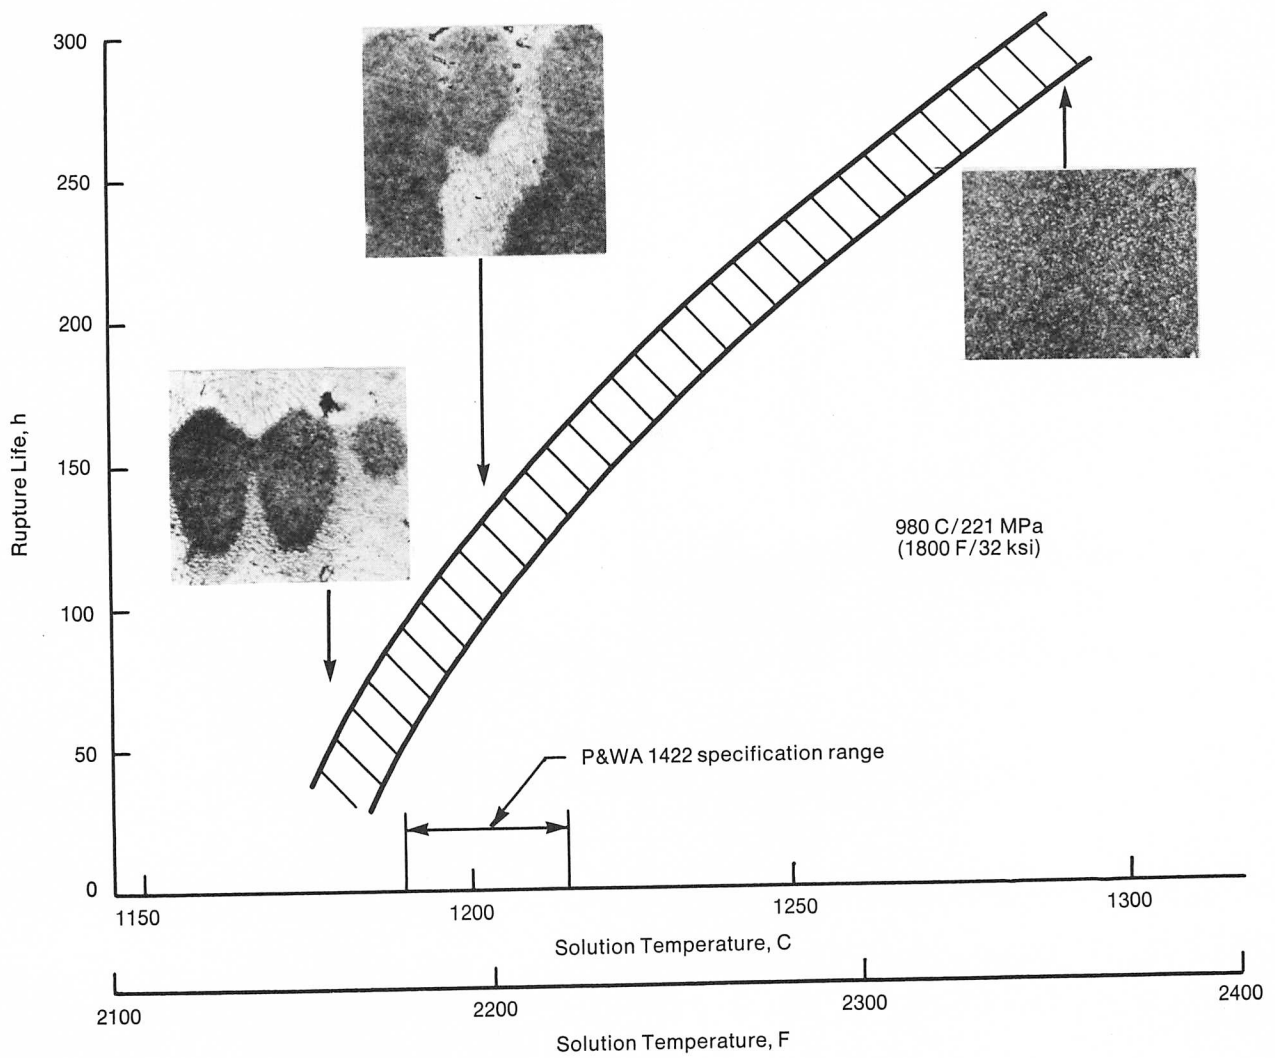 300
250
200
150
100
50
0
Rupture Life, h
980 C/221 MPa
(1800 F/32 ksi)
P&WA 1422 specification range
1150 1200 1250 1300
Solution Temperature, C
2100 2200 2300 2400
Solution Temperature, F